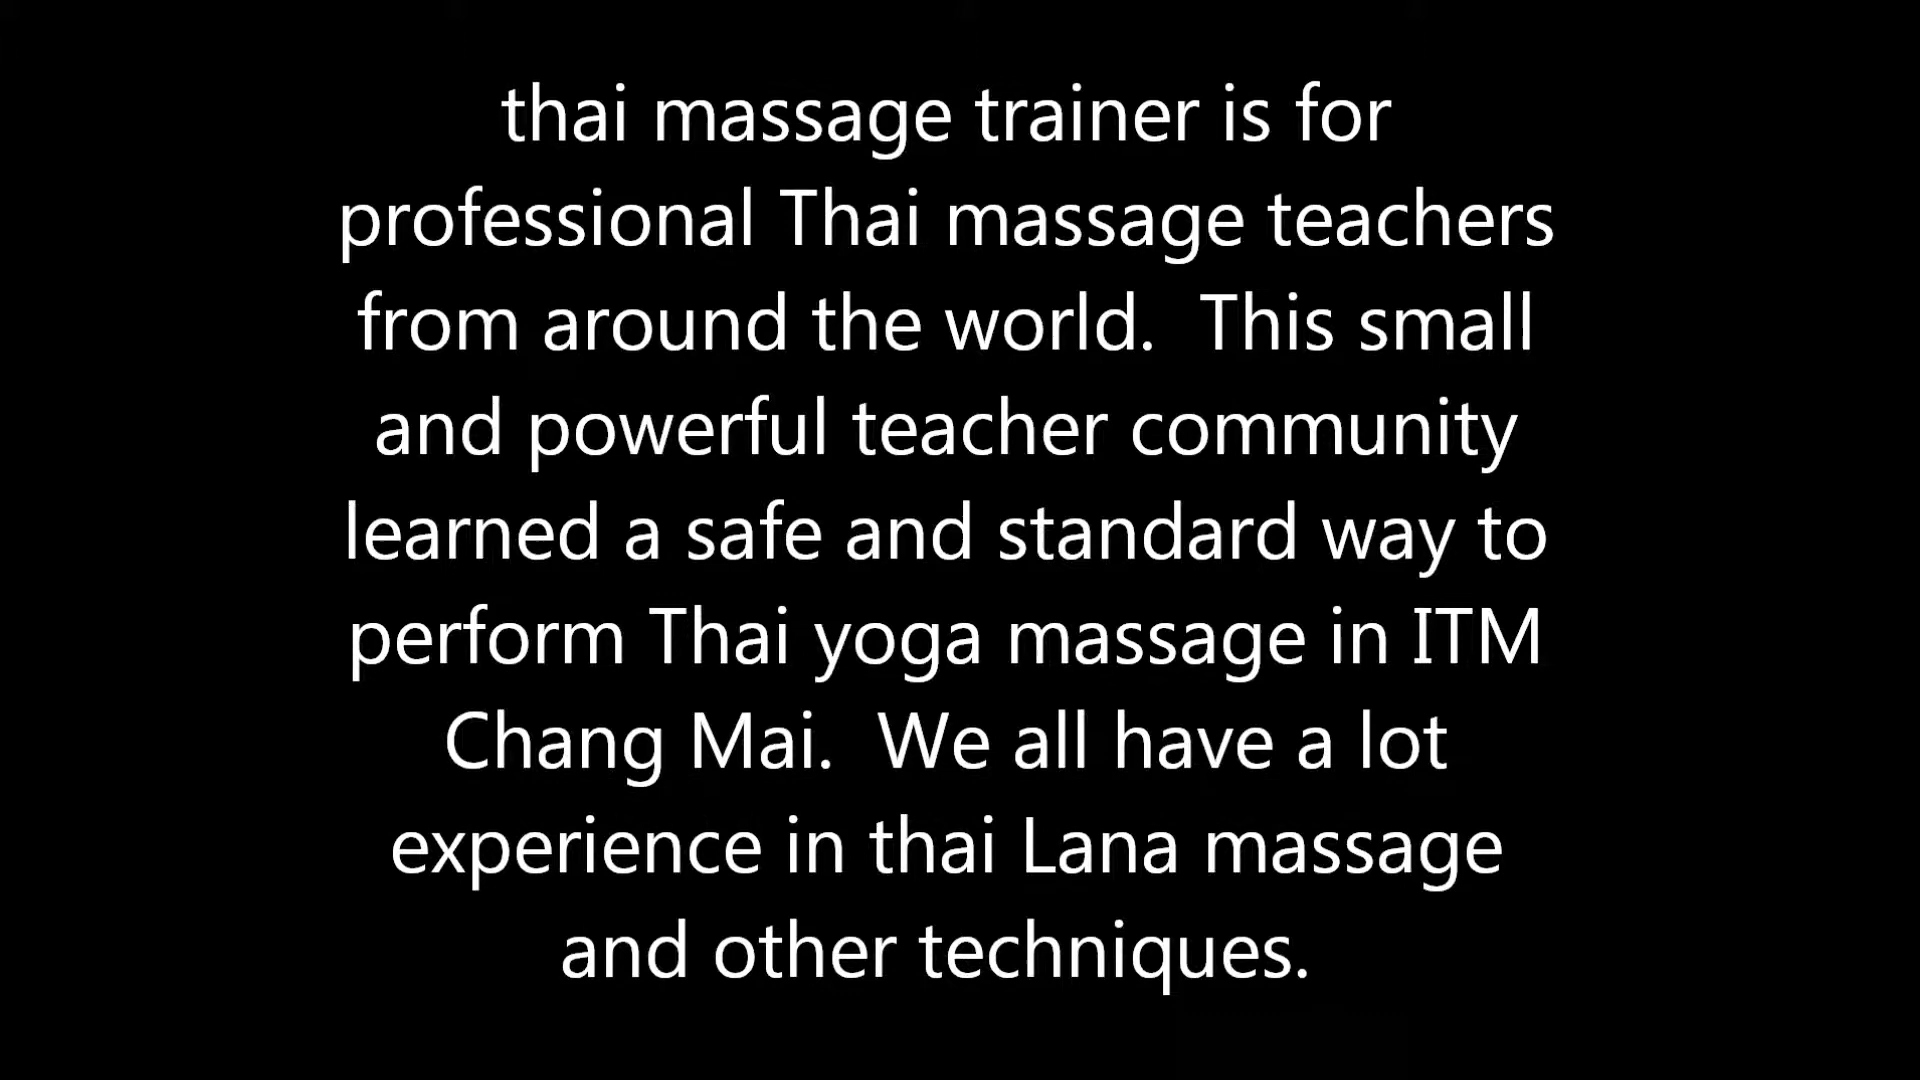 thai massage trainer is for
professional Thai massage teachers
from around the world.  This small
and powerful teacher community
learned a safe and standard way to
perform Thai yoga massage in ITM
Chang Mai.  We all have a lot
experience in thai Lana massage
and other techniques.